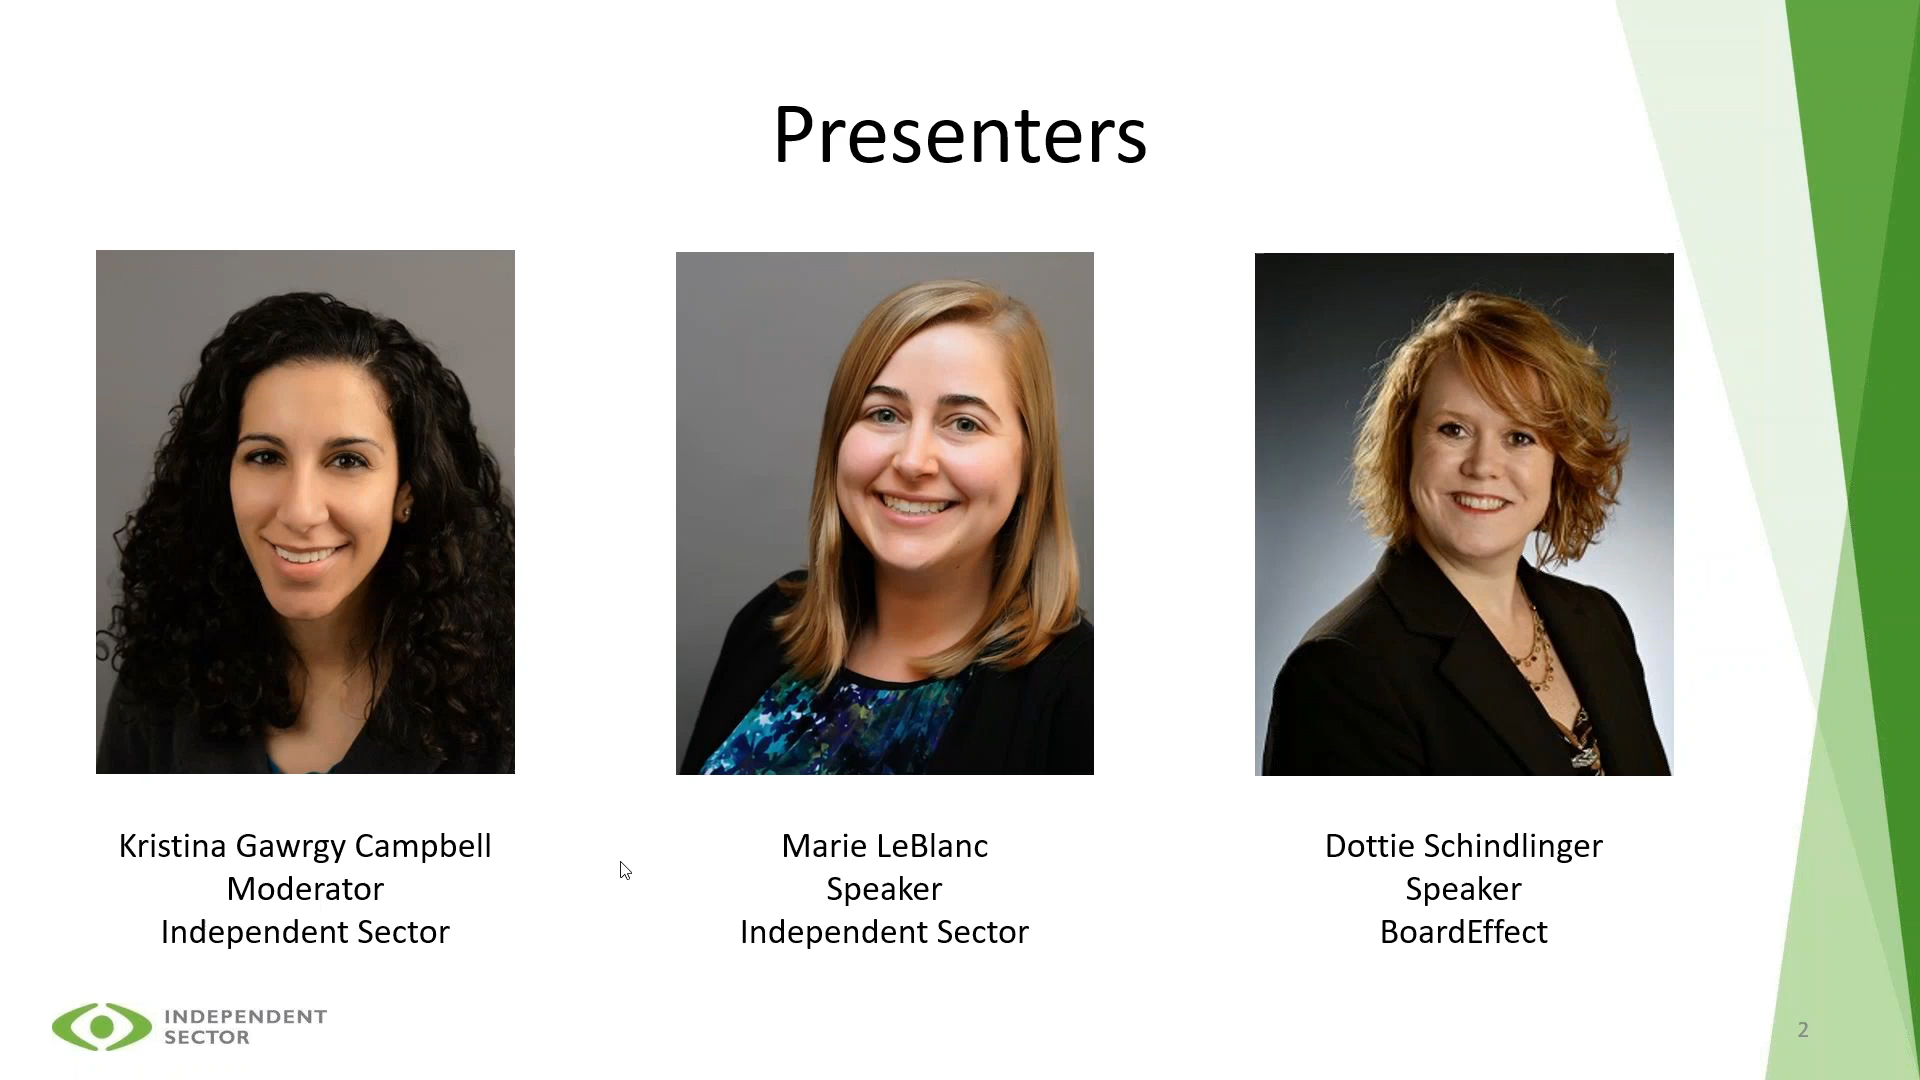 Presenters
Kristina Gawrgy Campbell
Moderator
Independent Sector
Marie LeBlanc
Speaker
Independent Sector
Dottie Schindlinger
Speaker
BoardEffect
INDEPENDENT
SECTOR
2